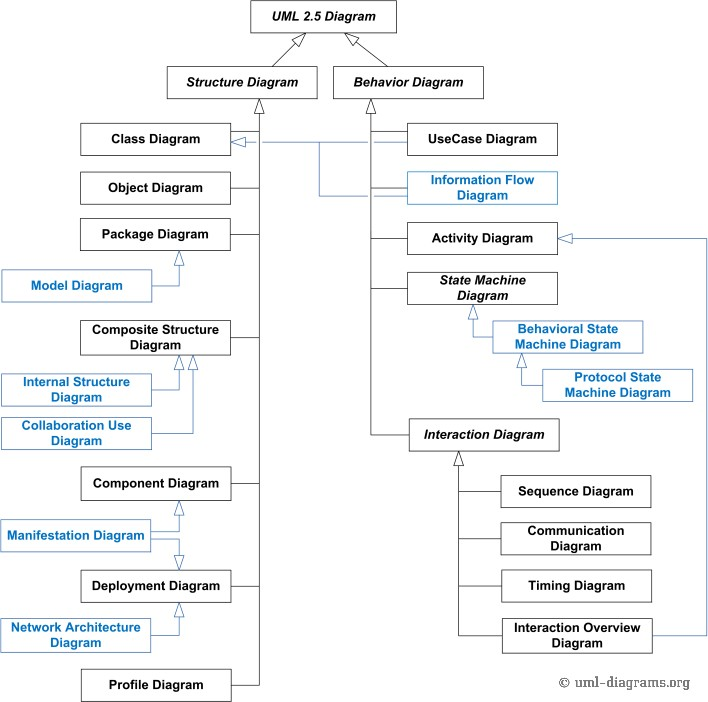 UML 2.5 Diagram
Structure Diagram
Behavior Diagram
Class Diagram
UseCase Diagram
Object Diagram
Information Flow
Diagram
Package Diagram
Activity Diagram
Model Diagram
State Machine
Diagram
Composite Structure
Diagram
Behavioral State
Machine Diagram
Internal Structure
Diagram
Protocol State
Machine Diagram
Collaboration Use
Diagram
Interaction Diagram
Component Diagram
Sequence Diagram
Manifestation Diagram
Communication
Diagram
Deployment Diagram
Timing Diagram
Network Architecture
Diagram
Interaction Overview
Diagram
Profile Diagram
© uml-diagrams.org